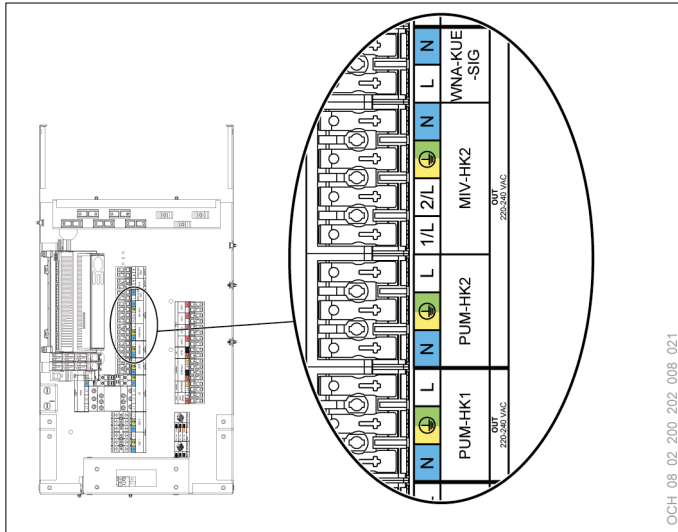 N
L
WNA-KUE
-SIG
N
2/L
1/L
MIV-HK2
OUT
220-240 VAC
L
N
PUM-HK2
L
N
PUM-HK1
OUT
220-240 VAC
L
OCH 08 02 200 202 008 021